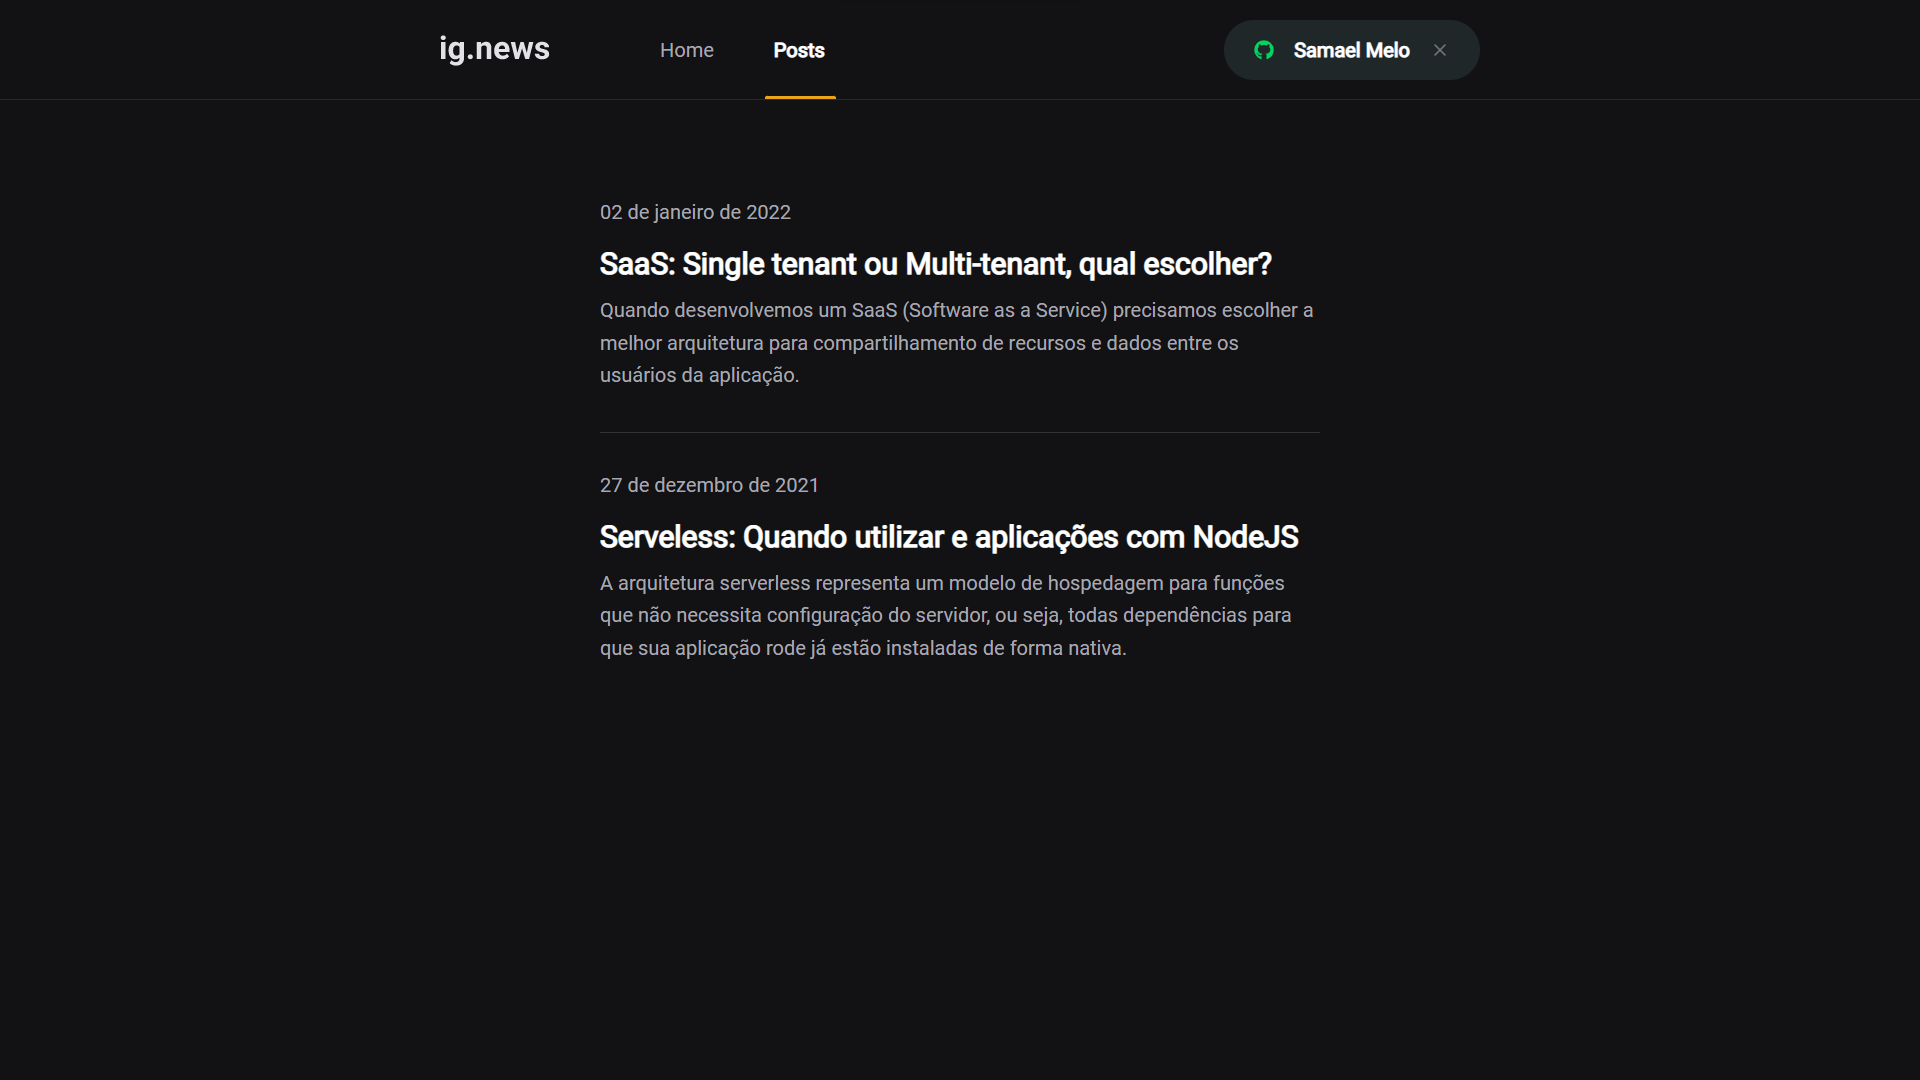 ig.news
Home
Posts
Samael Melo
02 de janeiro de 2022
SaaS: Single tenant ou Multi-tenant, qual escolher?
Quando desenvolvemos um SaaS (Software as a Service) precisamos escolher a
melhor arquitetura para compartilhamento de recursos e dados entre os
usuários da aplicação.
27 de dezembro de 2021
Serveless: Quando utilizar e aplicações com NodeJS
A arquitetura serverless representa um modelo de hospedagem para funções
que não necessita configuração do servidor, ou seja, todas dependências para
que sua aplicação rode já estão instaladas de forma nativa.